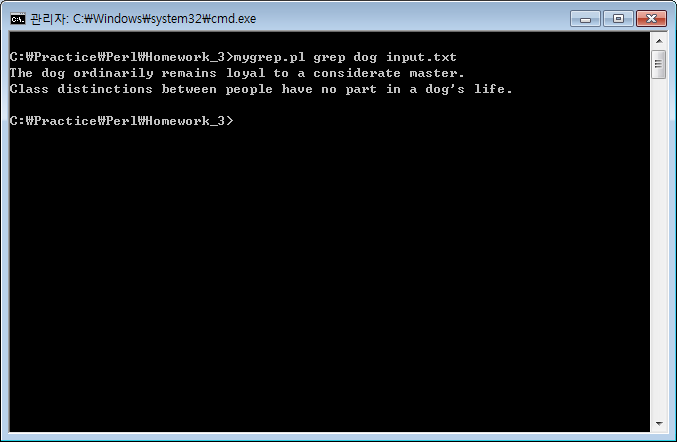 관리자: C:₩Windows₩system32₩cmd.exe
C:₩Practice₩Perl₩Homework_3>mygrep.pl grep dog input.txt
The dog ordinarily remains loyal to a considerate master.
Class distinctions between people have no part in a dog's life.
C:₩Practice₩Perl₩Homework_3>